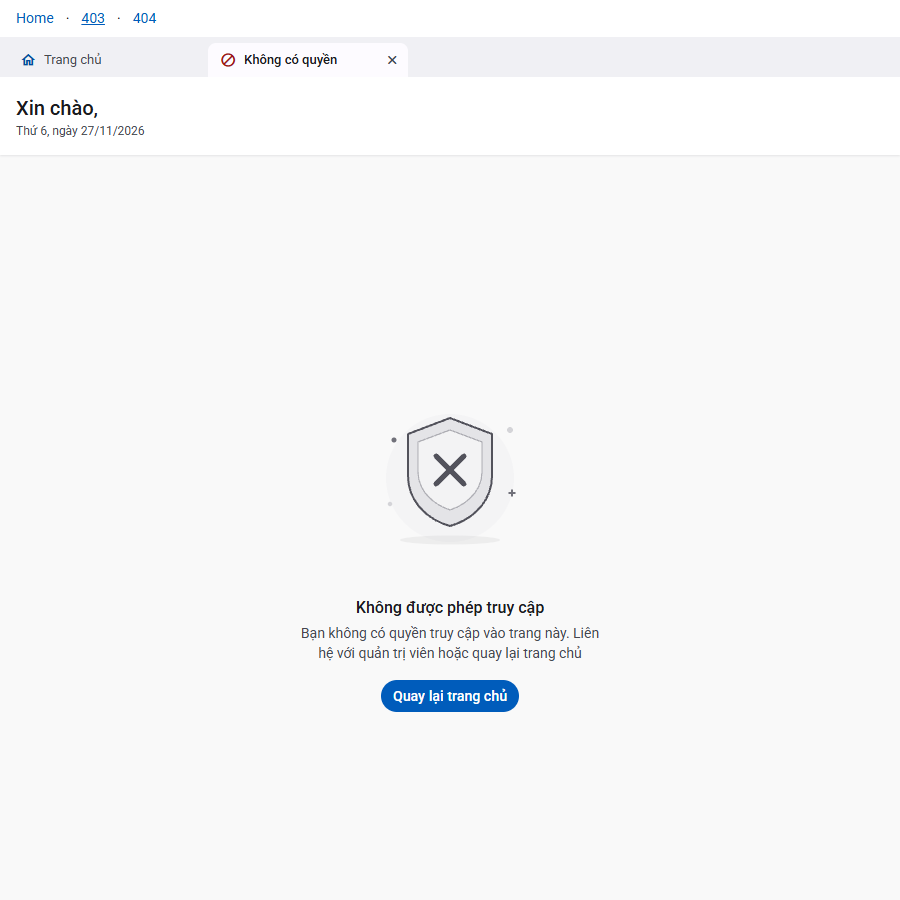 Home · 403 · 404
Trang chủ
Không có quyền
Xin chào,
Thứ 6, ngày 27/11/2026
Không được phép truy cập
Bạn không có quyền truy cập vào trang này. Liên
hệ với quản trị viên hoặc quay lại trang chủ
Quay lại trang chủ